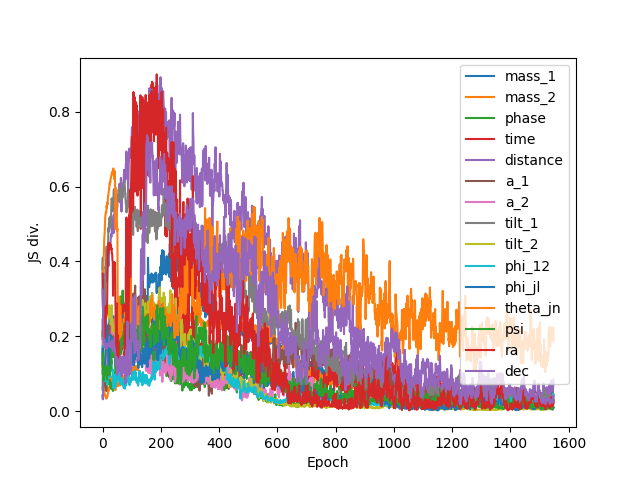 JS div.
0.8
0.6
0.4
0.2
0.0
0 200 400 600 800 1000 1200 1400 1600
Epoch
mass_1
mass_2
phase
time
distance
a_1
a_2
tilt_1
tilt_2
phi_12
phi_jl
theta_jn
psi
ra
dec